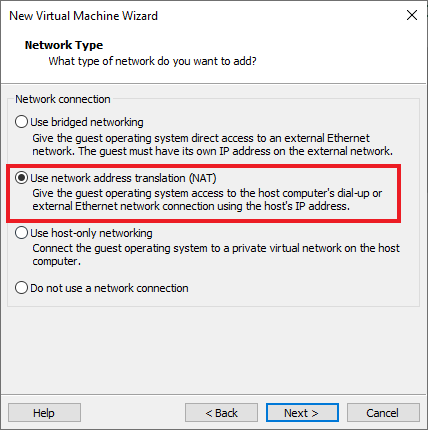 New Virtual Machine Wizard
Network Type
What type of network do you want to add?
Network connection
Use bridged networking
Give the guest operating system direct access to an external Ethernet
network. The guest must have its own IP address on the external network.
Use network address translation (NAT)
Give the guest operating system access to the host computer's dial-up or
external Ethernet network connection using the host's IP address.
Use host-only networking
Connect the guest operating system to a private virtual network on the host
computer.
Do not use a network connection
Help
< Back
Next >
Cancel